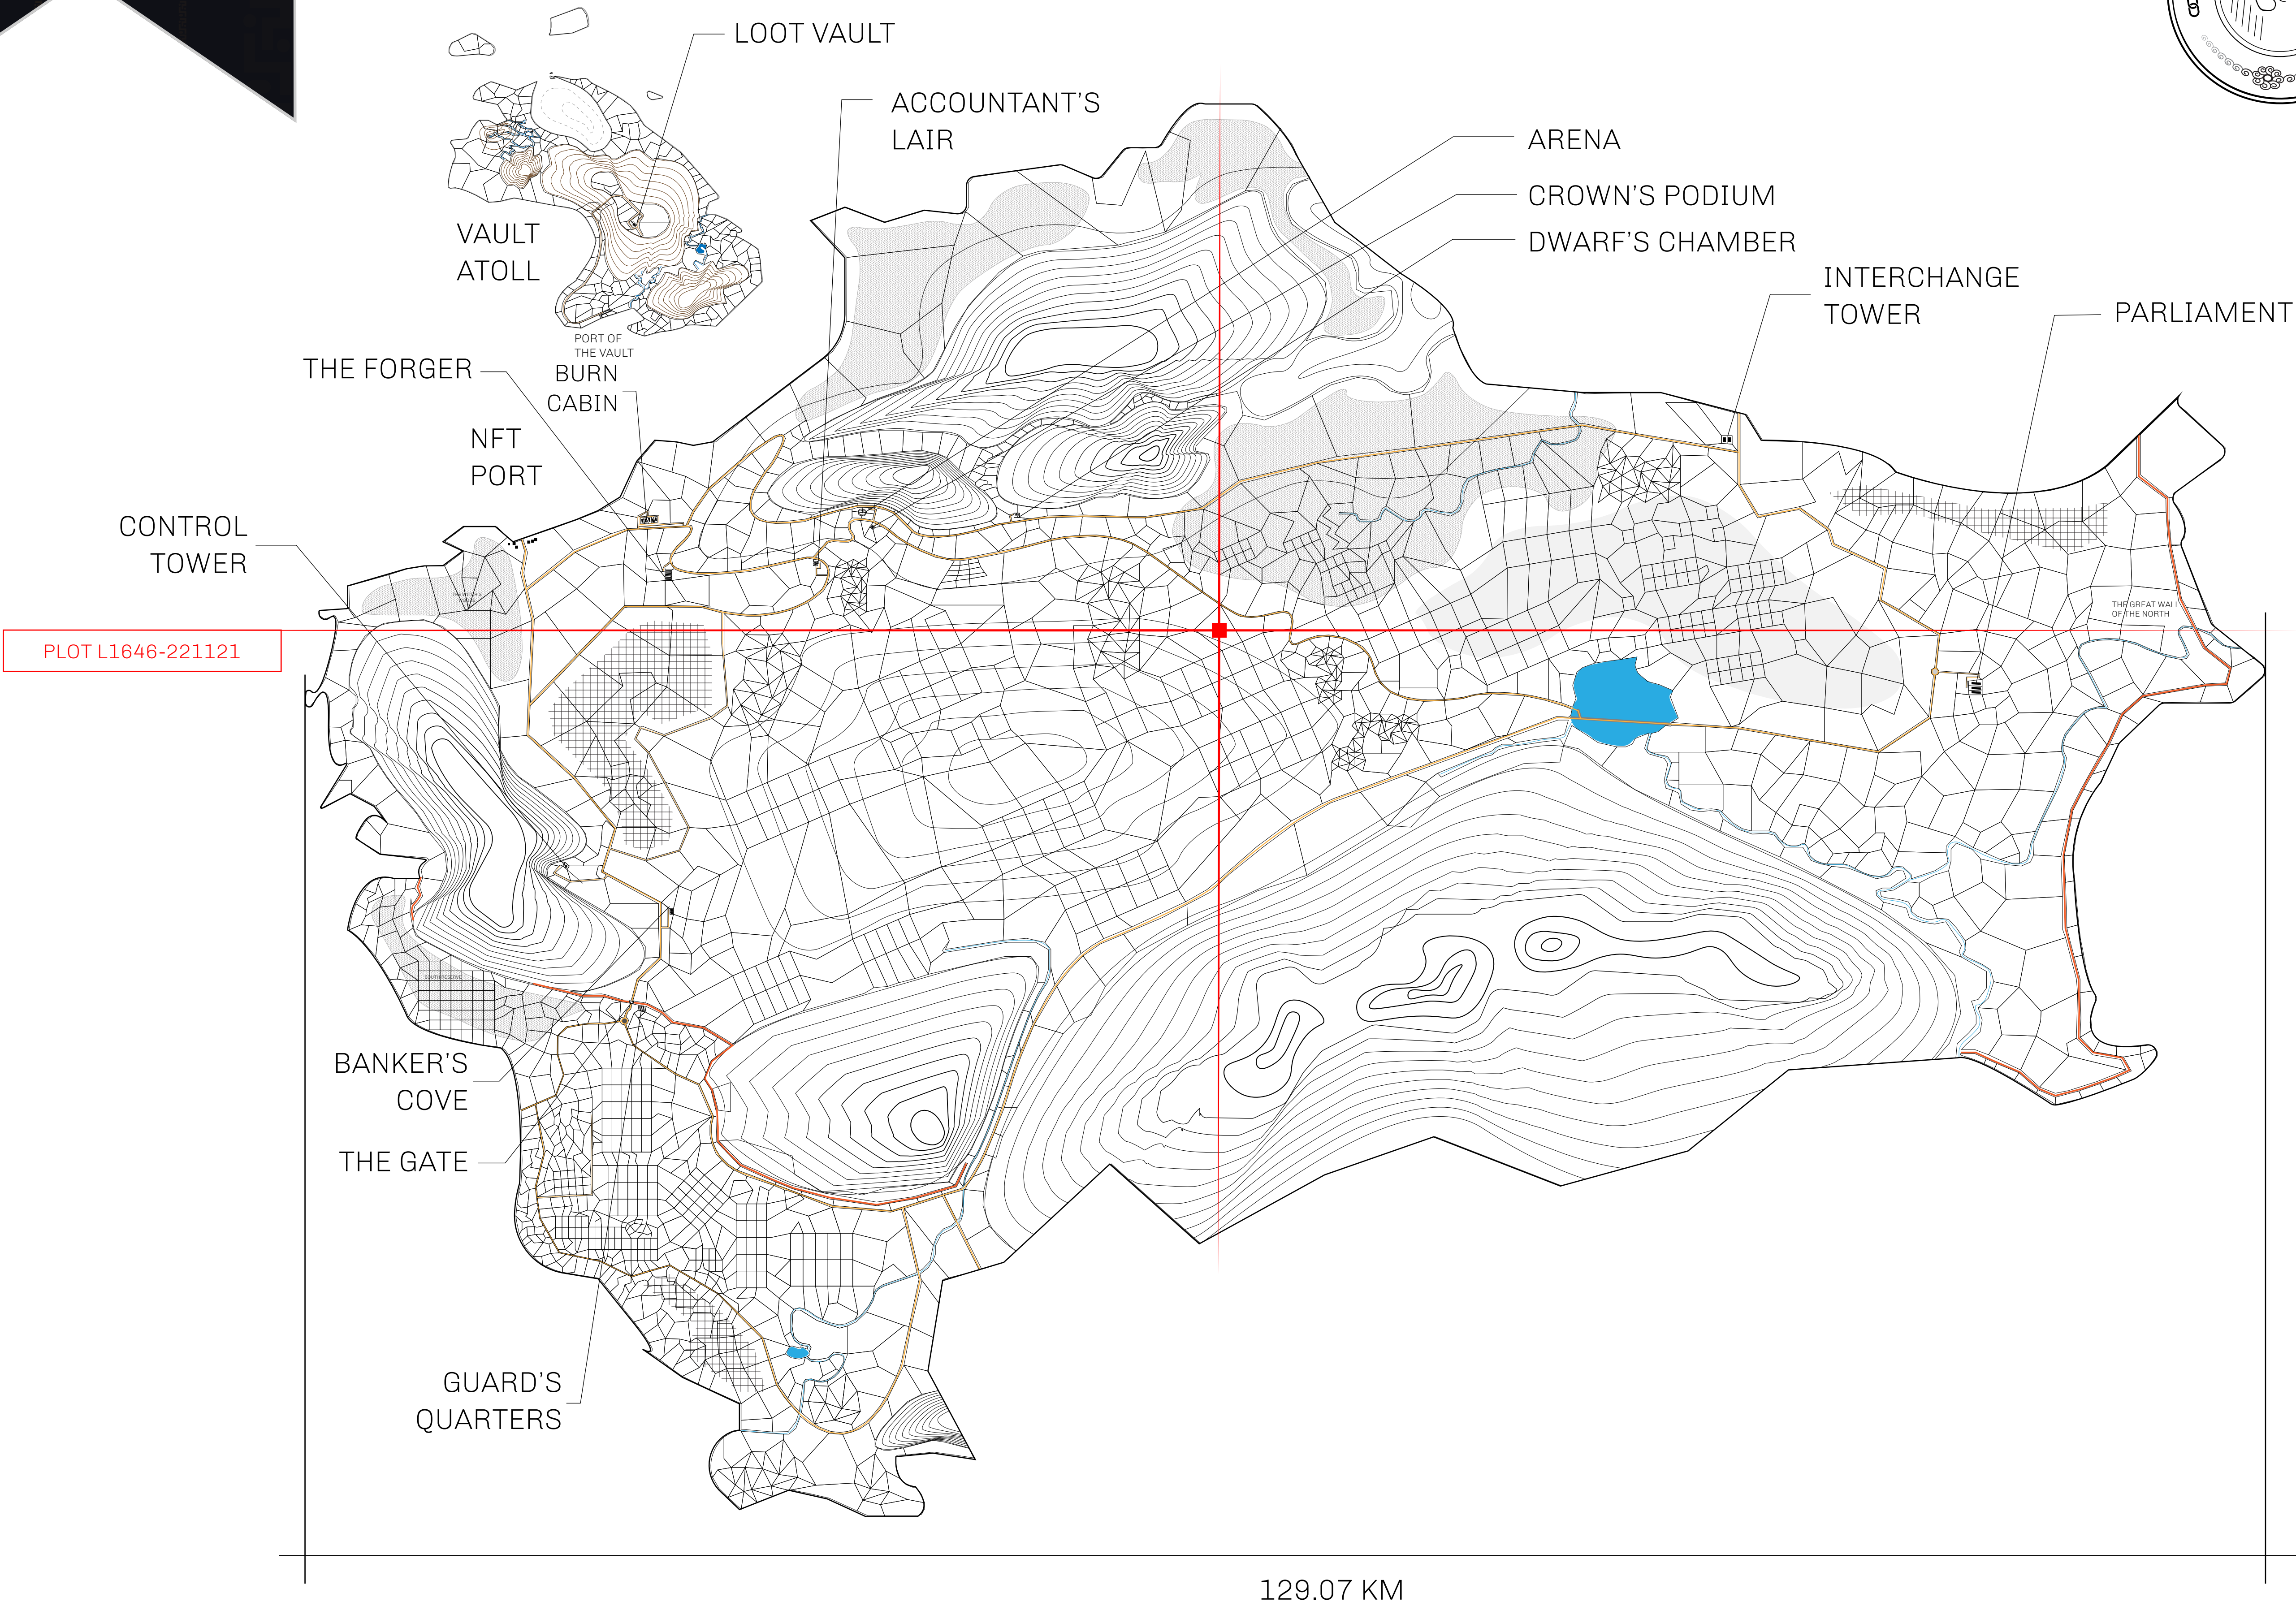 LOOT VAULT
ACCOUNTANT'S
LAIR
ARENA
CROWN'S PODIUM
DWARF'S CHAMBER
INTERCHANGE
TOWER
PARLIAMENT
VAULT
ATOLL
PORT OF
THE VAULT
THE FORGER
BURN
CABIN
NFT
PORT
CONTROL
TOWER
THE GREAT WALL
OF THE NORTH
PLOT L1646-221121
SOUTH RESERVE
BANKER'S
COVE
THE GATE
GUARD'S
QUARTERS
129.07 KM